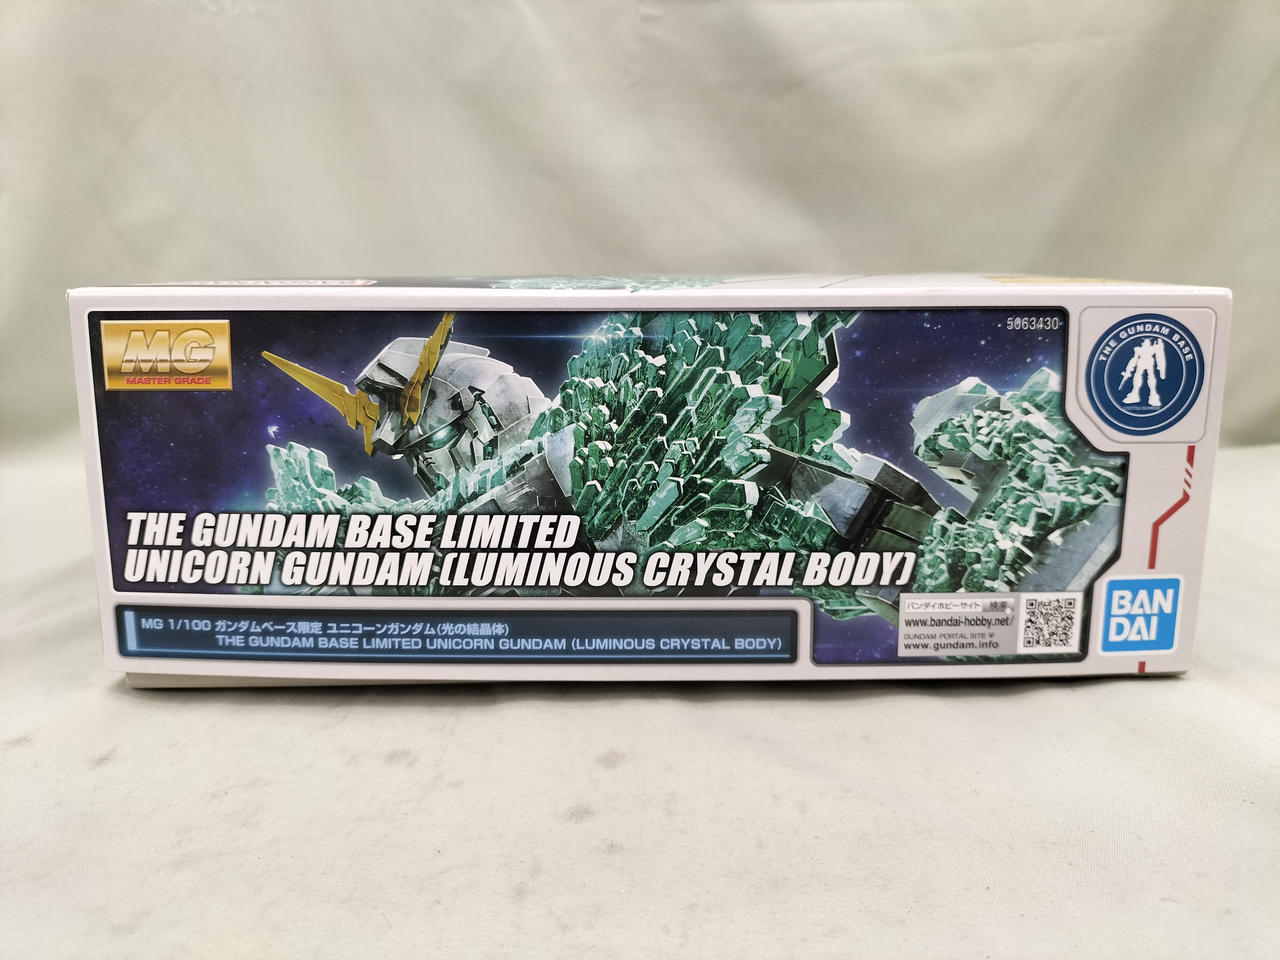 MG
MASTER GRADE
5063430
THE GUNDAM BASE
THE GUNDAM BASE LIMITED
UNICORN GUNDAM (LUMINOUS CRYSTAL BODY)
MG 1/100 ガンダムベース限定 ユニコーンガンダム(光の結晶体)
THE GUNDAM BASE LIMITED UNICORN GUNDAM (LUMINOUS CRYSTAL BODY)
バンダイホビーサイト 検索
www.bandai-hobby.net/
GUNDAM PORTAL SITE
www.gundam.info
BAN
DAI